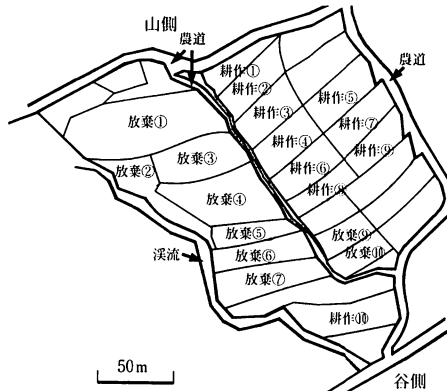 山側
農道
農道
耕作①
耕作②
耕作③
耕作⑤
耕作④
耕作⑦
耕作⑥
耕作⑨
耕作⑧
放棄①
放棄②
放棄③
放棄④
放棄⑤
放棄⑥
放棄⑦
放棄⑨
放棄⑩
渓流
耕作⑩
50m
谷側